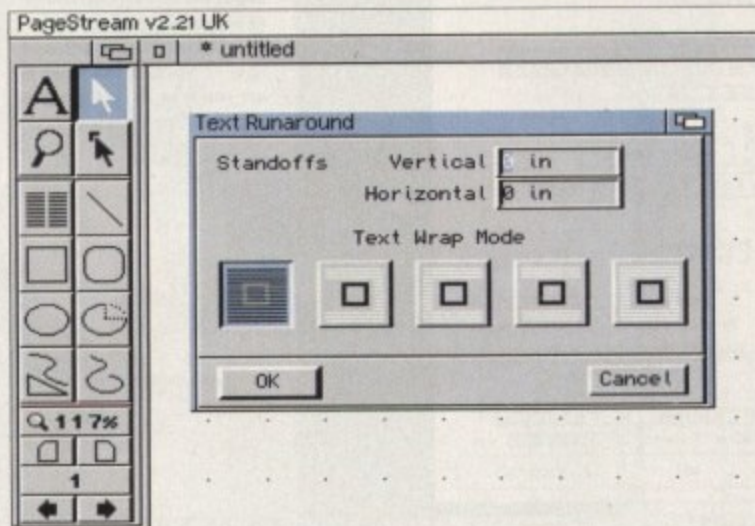 PageStream v2.21 UK
* untitled
A
Text Runaround
Standoffs Vertical 0 in
Horizontal 0 in
Text Wrap Mode
OK Cancel
117%
1